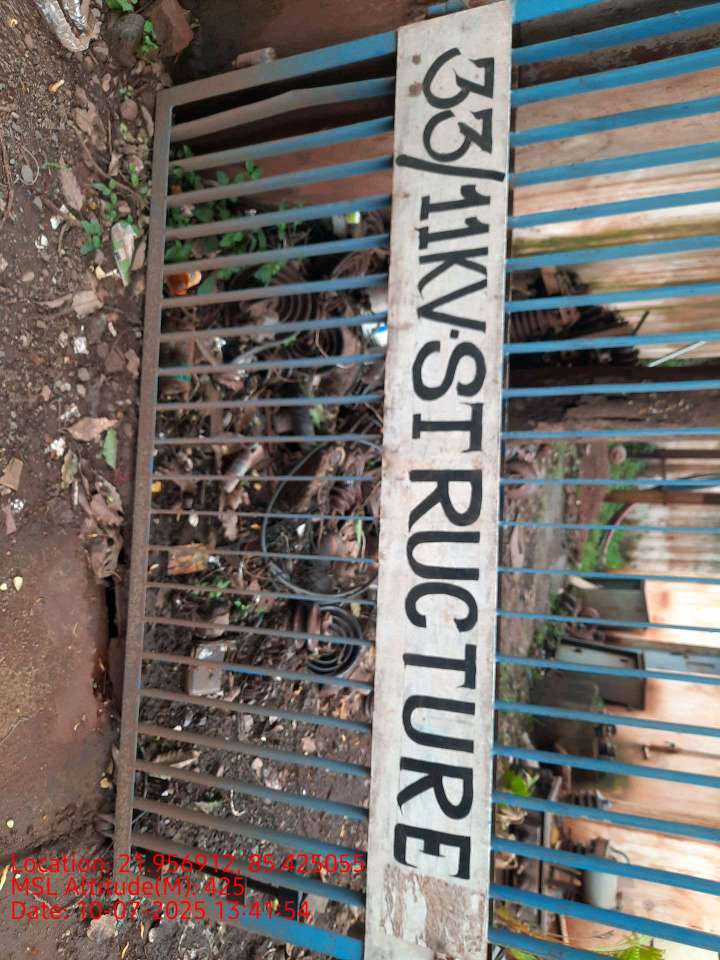 33/11KV·STRUCTURE
Location: 21.956912, 85.425055
MSL Altitude(M): 425
Date: 10-07-2025 13:41:54,